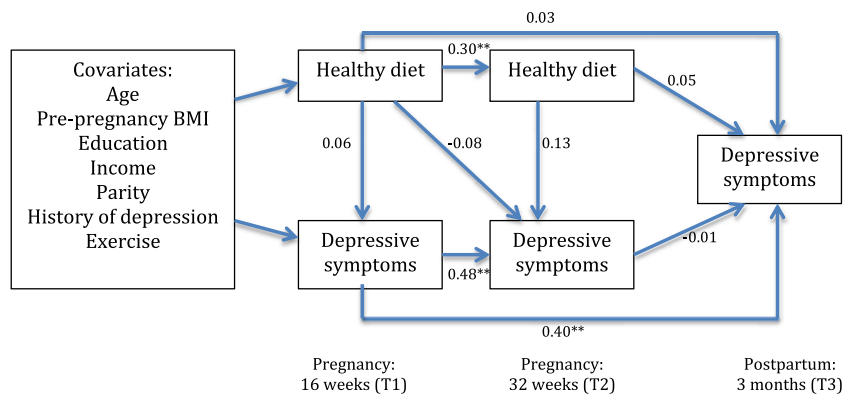 0.03
0.30**
Covariates:
Age
Pre-pregnancy BMI
Education
Income
Parity
History of depression
Exercise
Healthy diet
Healthy diet
0.05
0.06
-0.08
0.13
Depressive
symptoms
Depressive
symptoms
Depressive
symptoms
-0.01
0.48**
0.40**
Pregnancy:
16 weeks (T1)
Pregnancy:
32 weeks (T2)
Postpartum:
3 months (T3)